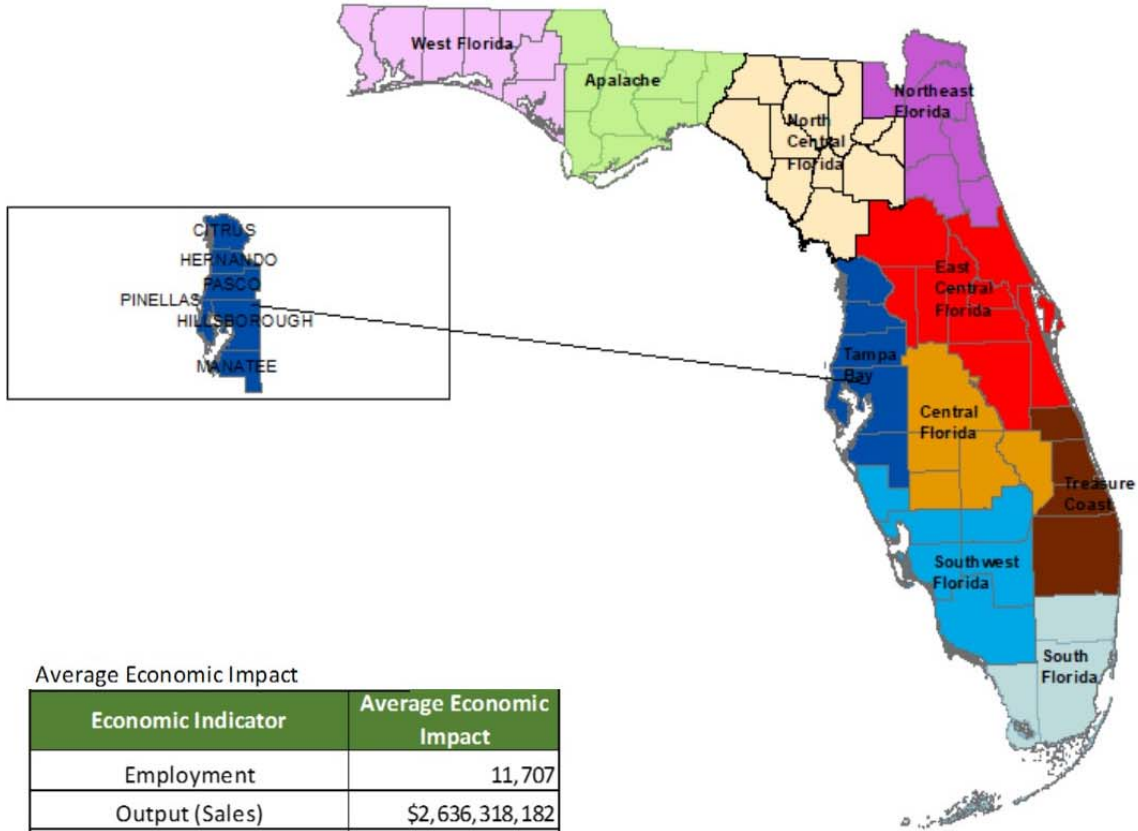 West Florida
Apalache
North
Central
Florida
Northeast
Florida
CITRUS
HERNANDO
PASCO
PINELLAS
HILLSBOROUGH
MANATEE
East
Central
Florida
Tampa
Bay
Central
Florida
Treasure
Coast
Southwest
Florida
South
Florida
Average Economic Impact
Economic Indicator Average Economic
Impact
Employment 11,707
Output (Sales) $2,636,318,182